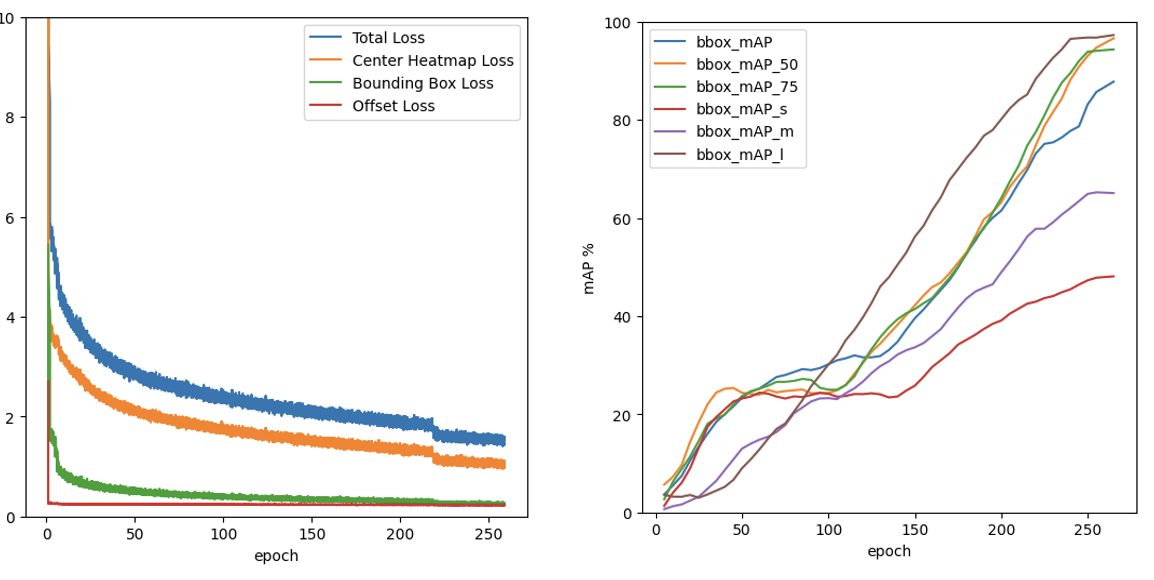 10
8
6
4
2
0
0 50 100 150 200 250
epoch
Total Loss
Center Heatmap Loss
Bounding Box Loss
Offset Loss
100
80
60
40
20
0
mAP %
0 50 100 150 200 250
epoch
bbox_mAP
bbox_mAP_50
bbox_mAP_75
bbox_mAP_s
bbox_mAP_m
bbox_mAP_l